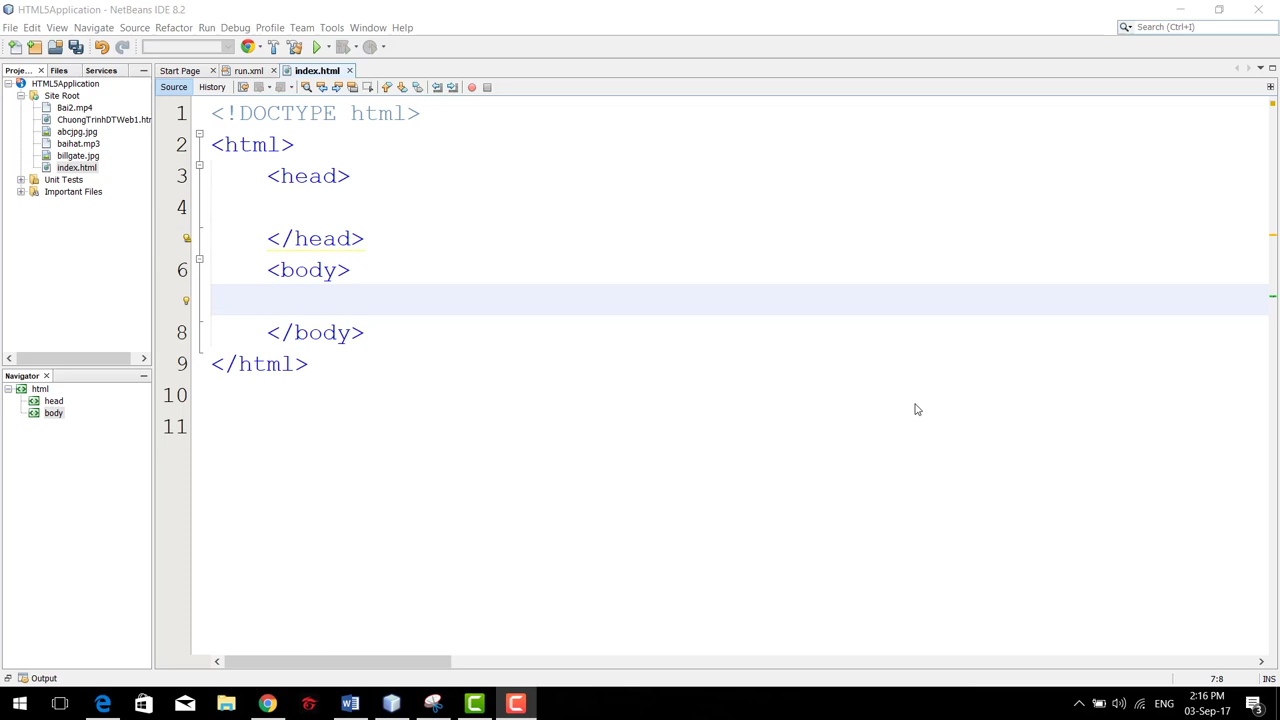 HTML5Application - NetBeans IDE 8.2
File Edit View Navigate Source Refactor Run Debug Profile Team Tools Window Help
Search (Ctrl+I)
Proje... Files Services
Start Page run.xml index.html
Source History
HTML5Application
Site Root
Bai2.mp4
ChuongTrinhDTWeb1.htm
abcjpg.jpg
baihat.mp3
billgate.jpg
index.html
Unit Tests
Important Files
Navigator
html
head
body
1 <!DOCTYPE html>
2 <html>
3 <head>
4
</head>
6 <body>
8 </body>
9 </html>
10
11
Output
7:8 INS
ENG
2:16 PM
03-Sep-17
3